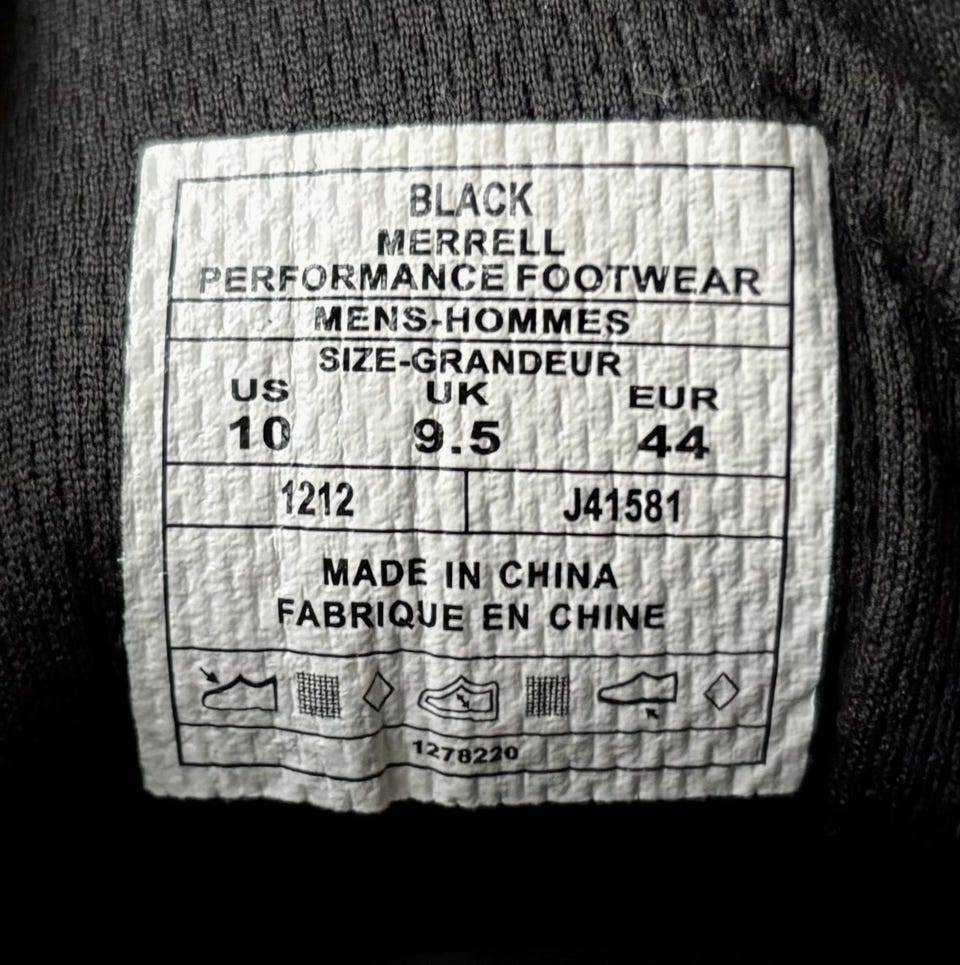 BLACK
MERRELL
PERFORMANCE FOOTWEAR
MENS-HOMMES
SIZE-GRANDEUR
US UK EUR
10 9.5 44
1212 J41581
MADE IN CHINA
FABRIQUE EN CHINE
1278220